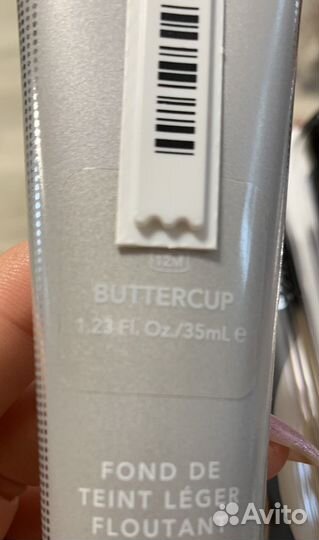 12M
BUTTERCUP
1.23 Fl. Oz./35mL e
FOND DE
TEINT LÉGER
FLOUTANT
Avito